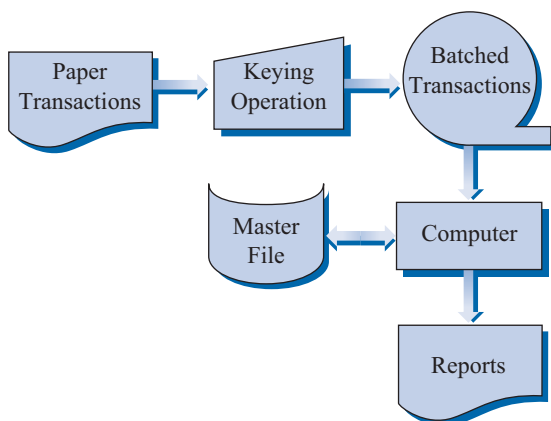 Paper
Transactions
Keying
Operation
Batched
Transactions
Master
File
Computer
Reports